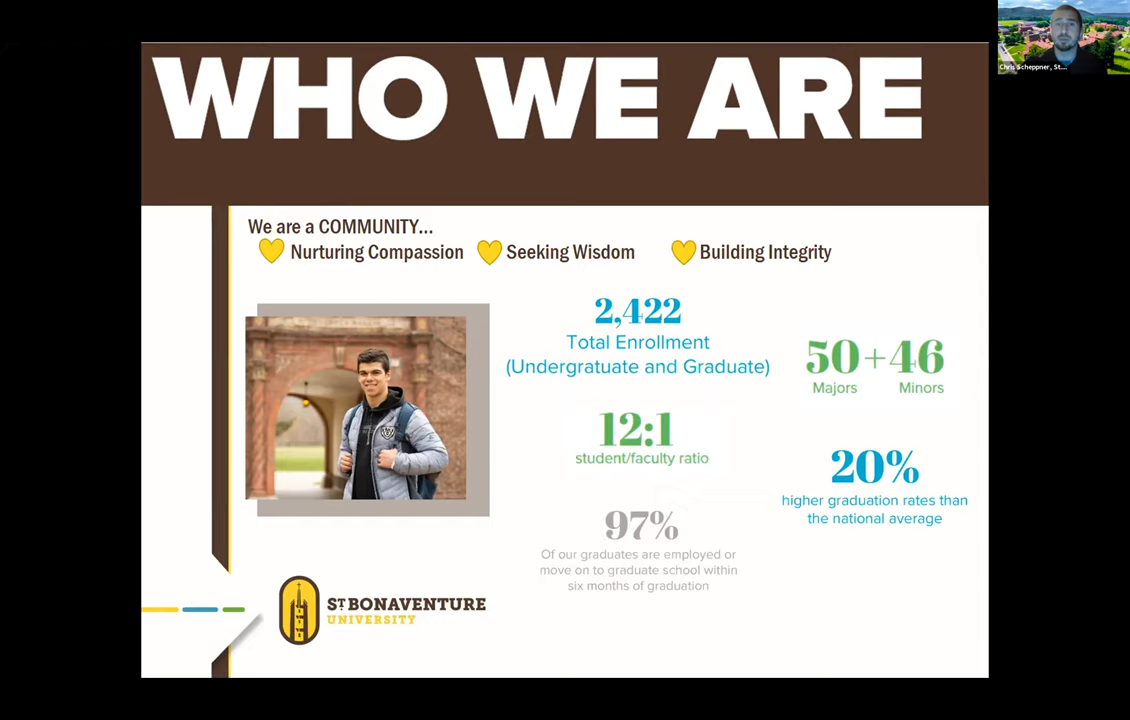 WHO WE ARE
Chris Scheppner, St...
We are a COMMUNITY...
Nurturing Compassion
Seeking Wisdom
Building Integrity
2,422
Total Enrollment
(Undergratuate and Graduate)
50+46
Majors
Minors
12:1
student/faculty ratio
20%
higher graduation rates than
the national average
97%
Of our graduates are employed or
move on to graduate school within
six months of graduation
ST BONAVENTURE
UNIVERSITY